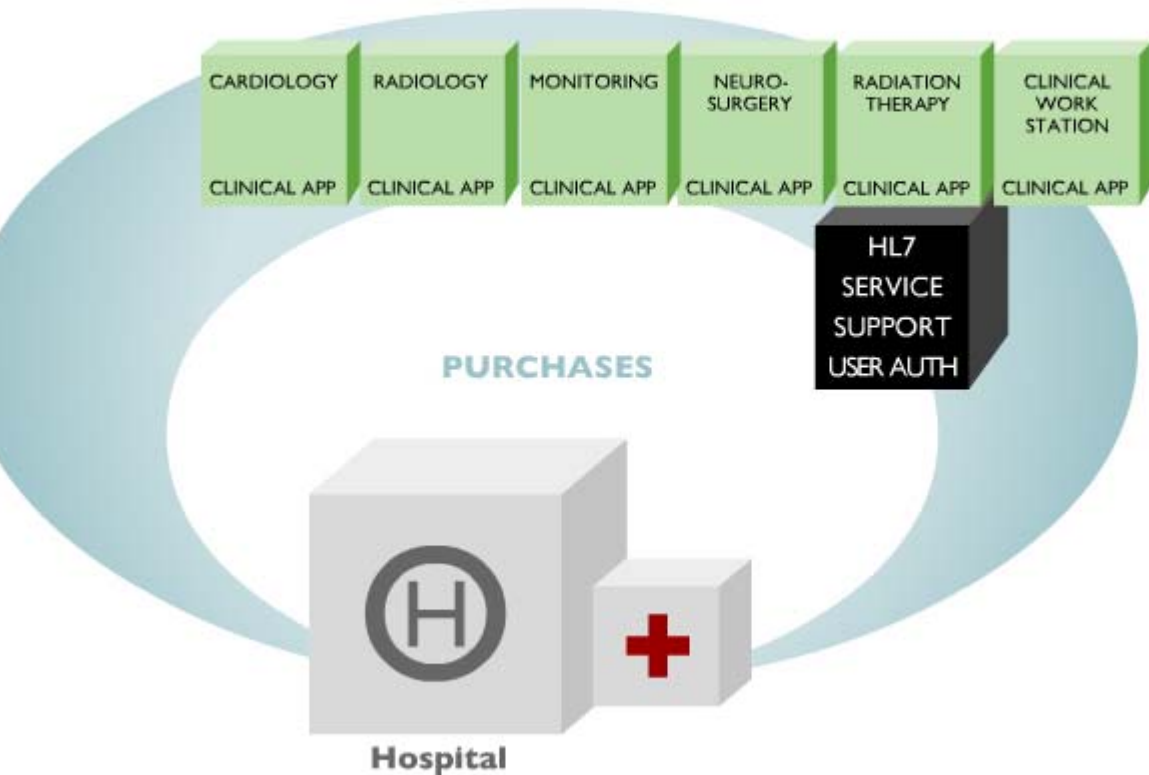 CARDIOLOGY
CLINICAL APP
RADIOLOGY
CLINICAL APP
MONITORING
CLINICAL APP
NEURO-
SURGERY
CLINICAL APP
RADIATION
THERAPY
CLINICAL APP
CLINICAL
WORK
STATION
CLINICAL APP
HL7
SERVICE
SUPPORT
USER AUTH
PURCHASES
H
Hospital